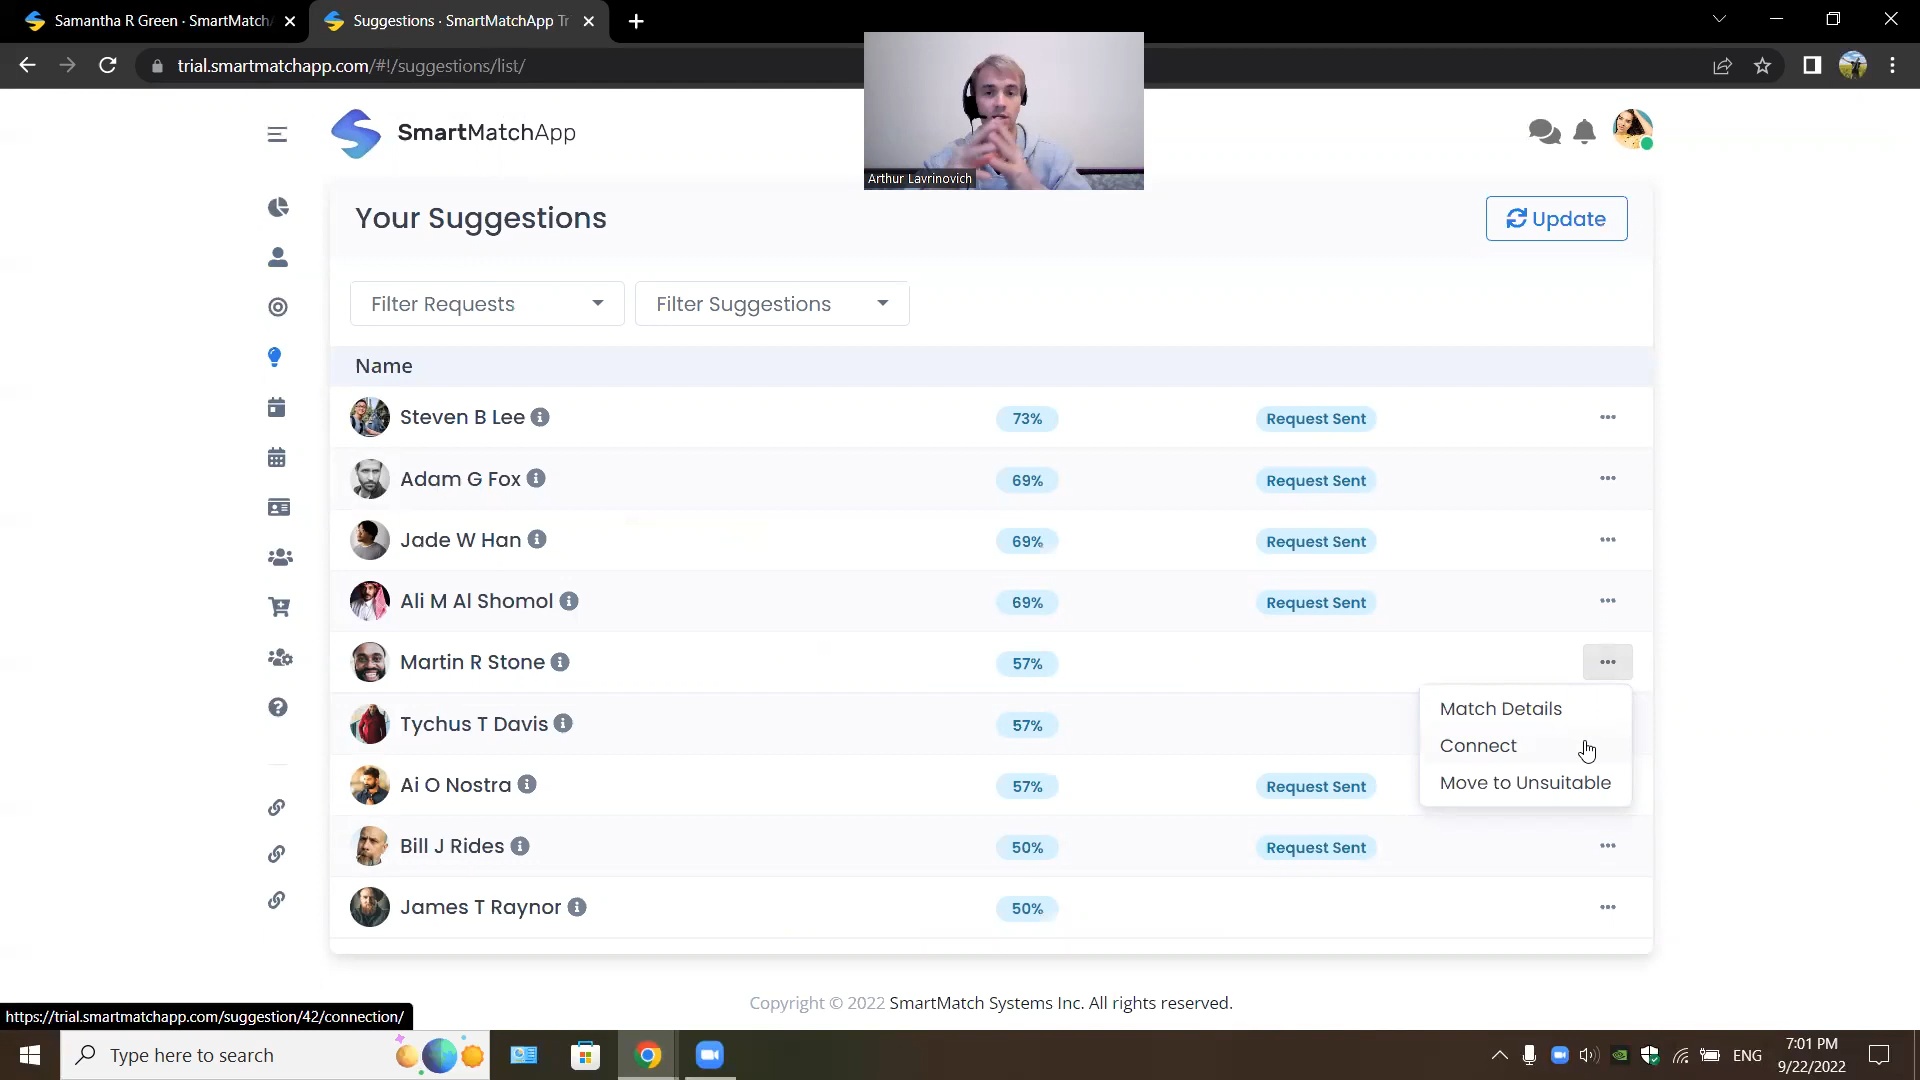 Samantha R Green · SmartMatch
Suggestions · SmartMatchApp Tr
trial.smartmatchapp.com/#!/suggestions/list/
Arthur Lavrinovich
SmartMatchApp
Your Suggestions
Update
Filter Requests
Filter Suggestions
Name
Steven B Lee 73% Request Sent
Adam G Fox 69% Request Sent
Jade W Han 69% Request Sent
Ali M Al Shomol 69% Request Sent
Martin R Stone 57%
Tychus T Davis 57%
Ai O Nostra 57% Request Sent
Bill J Rides 50% Request Sent
James T Raynor 50%
Match Details
Connect
Move to Unsuitable
Copyright © 2022 SmartMatch Systems Inc. All rights reserved.
https://trial.smartmatchapp.com/suggestion/42/connection/
Type here to search
ENG
7:01 PM
9/22/2022